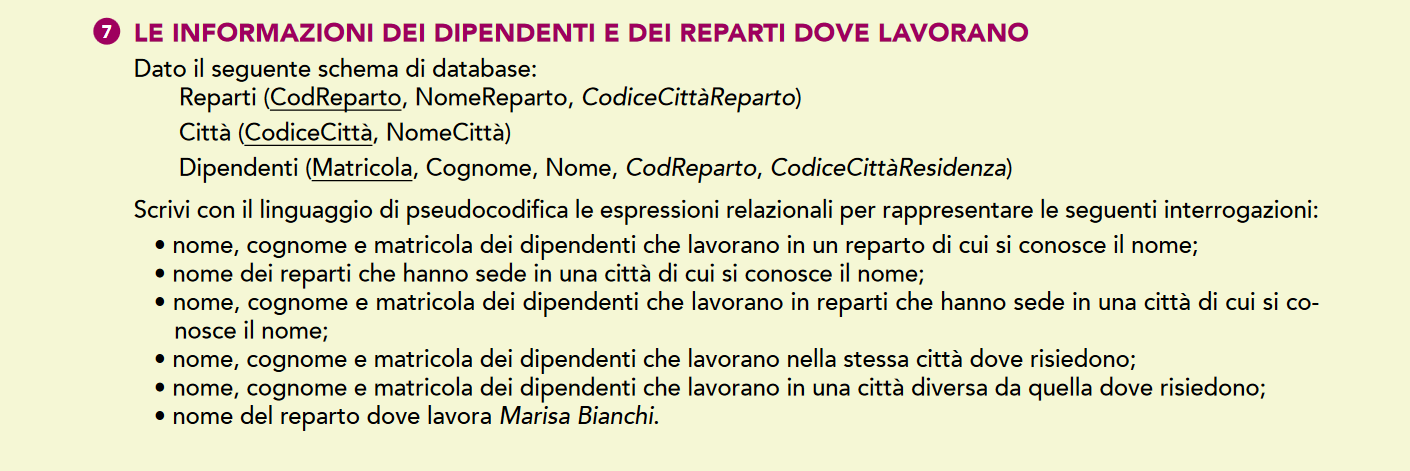 7 LE INFORMAZIONI DEI DIPENDENTI E DEI REPARTI DOVE LAVORANO
Dato il seguente schema di database:
Reparti (CodReparto, NomeReparto, CodiceCittàReparto)
Città (CodiceCittà, NomeCittà)
Dipendenti (Matricola, Cognome, Nome, CodReparto, CodiceCittàResidenza)
Scrivi con il linguaggio di pseudocodifica le espressioni relazionali per rappresentare le seguenti interrogazioni:
• nome, cognome e matricola dei dipendenti che lavorano in un reparto di cui si conosce il nome;
• nome dei reparti che hanno sede in una città di cui si conosce il nome;
• nome, cognome e matricola dei dipendenti che lavorano in reparti che hanno sede in una città di cui si co-
nosce il nome;
• nome, cognome e matricola dei dipendenti che lavorano nella stessa città dove risiedono;
• nome, cognome e matricola dei dipendenti che lavorano in una città diversa da quella dove risiedono;
• nome del reparto dove lavora Marisa Bianchi.